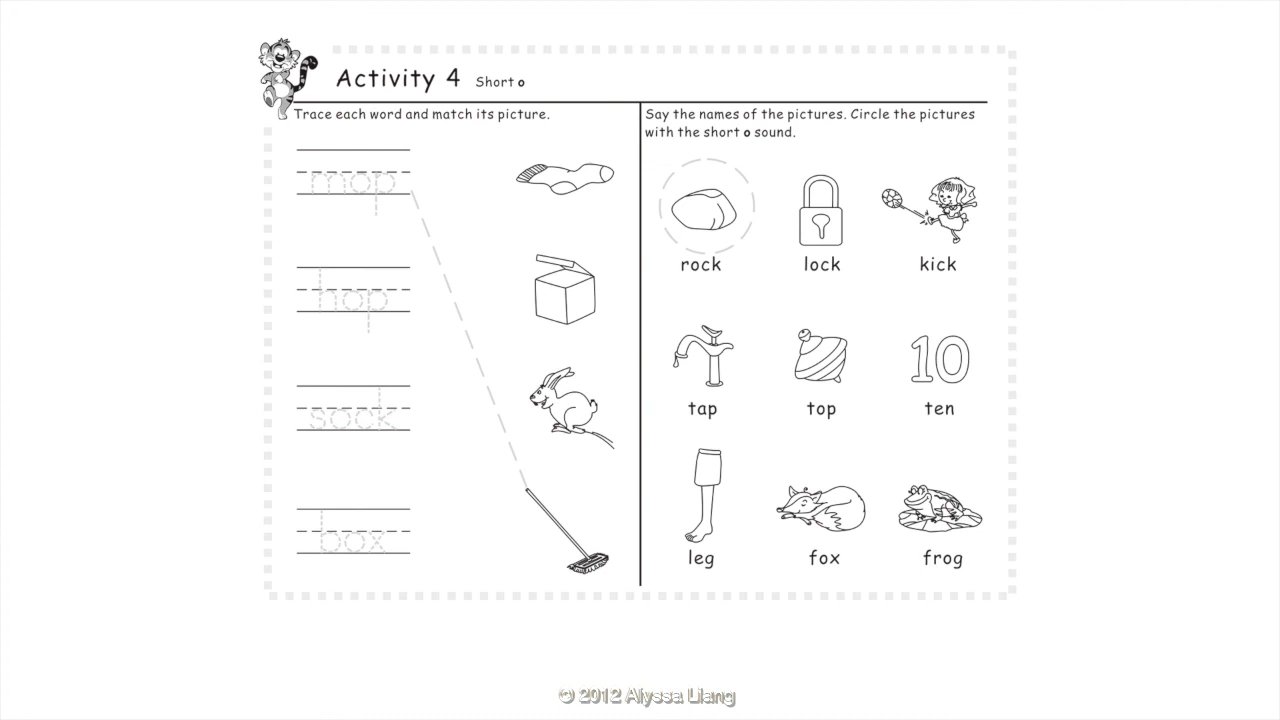 Activity 4 Short o
Trace each word and match its picture.
mop
hop
sock
box
Say the names of the pictures. Circle the pictures
with the short o sound.
rock lock kick
10
tap top ten
leg fox frog
© 2012 Alyssa Liang